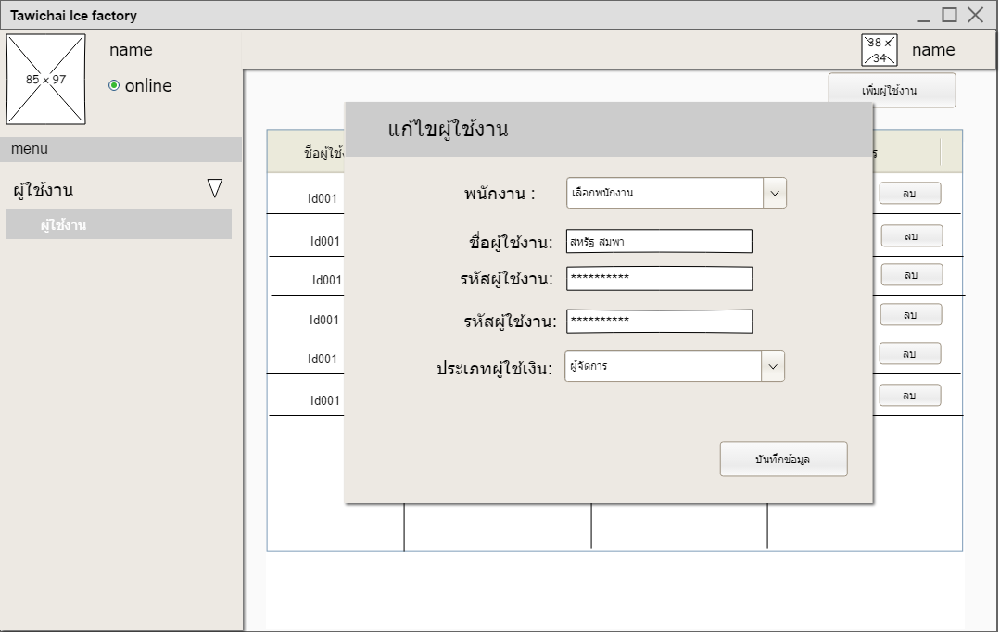 Tawichai Ice factory
85 x 97
name
online
38 x
34
name
menu
ผู้ใช้งาน
ผู้ใช้งาน
เพิ่มผู้ใช้งาน
ชื่อผู้ใช้
ร
แก้ไขผู้ใช้งาน
พนักงาน :
เลือกพนักงาน
ชื่อผู้ใช้งาน:
สหรัฐ สมพา
รหัสผู้ใช้งาน:
**********
รหัสผู้ใช้งาน:
**********
ประเภทผู้ใช้เงิน:
ผู้จัดการ
บันทึกข้อมูล
Id001
ลบ
Id001
ลบ
Id001
ลบ
Id001
ลบ
Id001
ลบ
Id001
ลบ